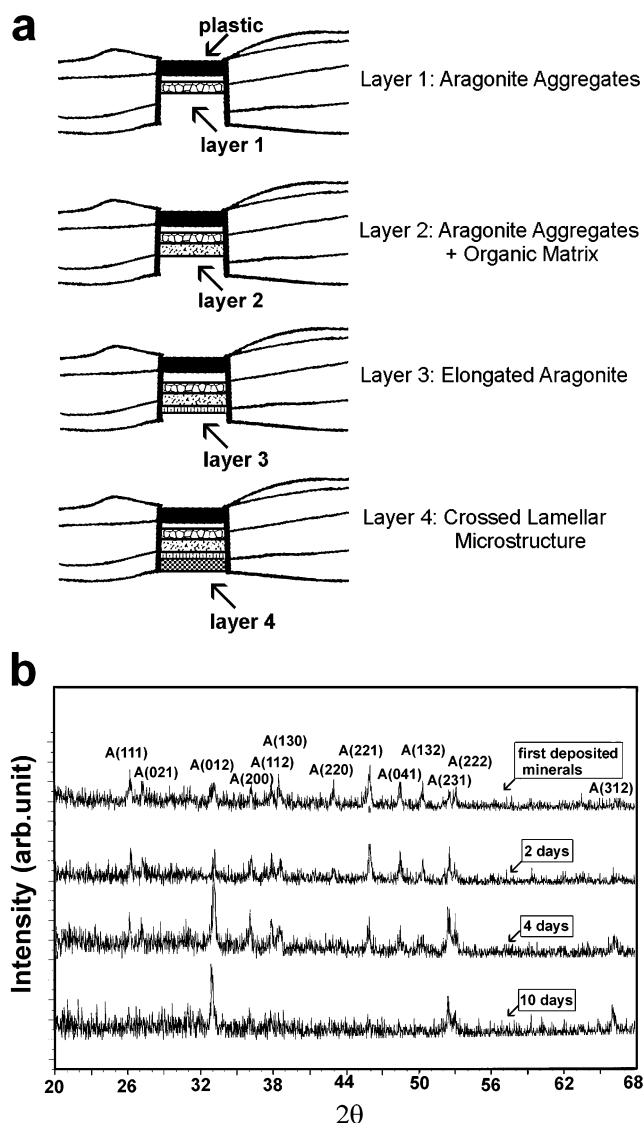 a
plastic
layer 1
Layer 1: Aragonite Aggregates
layer 2
Layer 2: Aragonite Aggregates
+ Organic Matrix
layer 3
Layer 3: Elongated Aragonite
layer 4
Layer 4: Crossed Lamellar
Microstructure
b
A(111)
A(021)
A(012)
A(200)
A(112)
A(130)
A(220)
A(221)
A(041)
A(132)
A(231)
A(222)
A(312)
first deposited
minerals
2 days
4 days
10 days
Intensity (arb.unit)
20 26 32 38 44 50 56 62 68
2θ